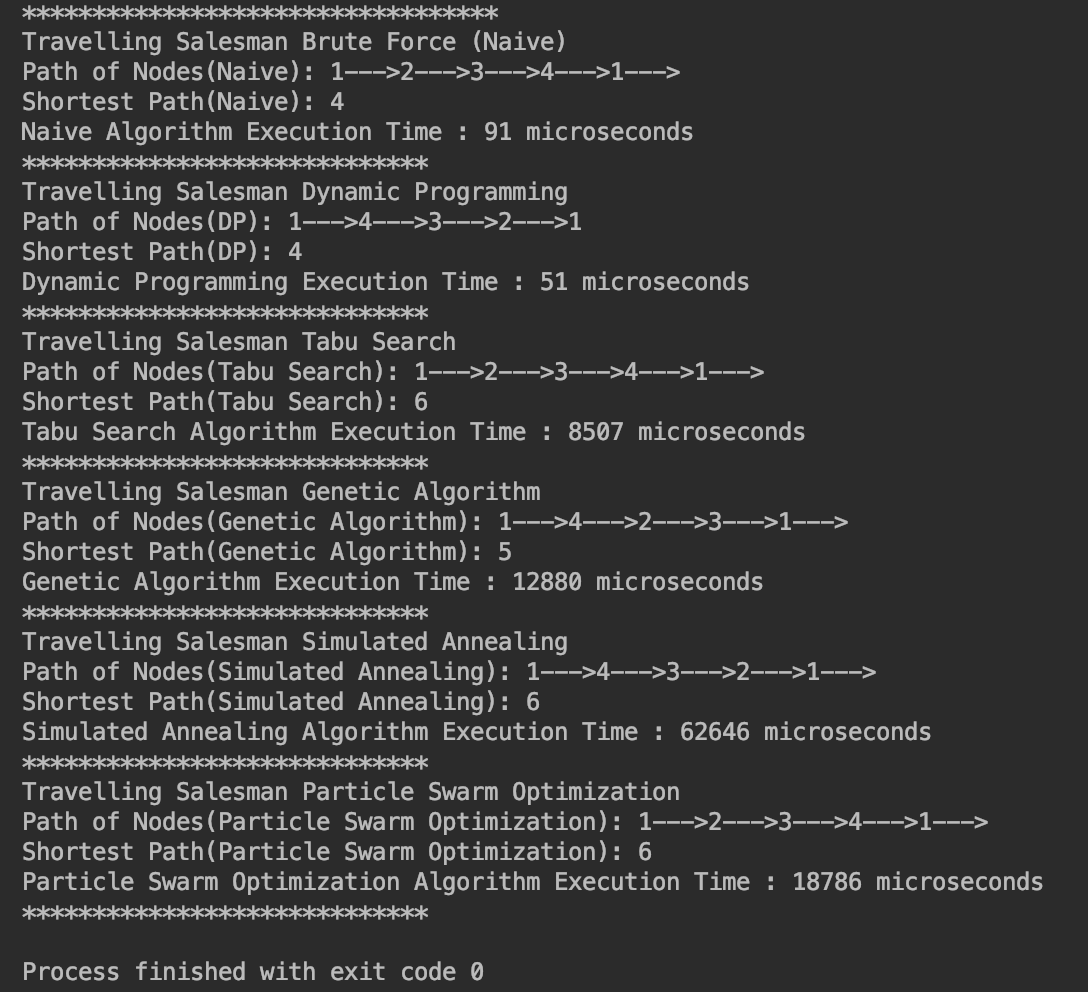 **********************************
Travelling Salesman Brute Force (Naive)
Path of Nodes(Naive): 1--->2--->3--->4--->1--->
Shortest Path(Naive): 4
Naive Algorithm Execution Time : 91 microseconds
*****************************
Travelling Salesman Dynamic Programming
Path of Nodes(DP): 1--->4--->3--->2--->1
Shortest Path(DP): 4
Dynamic Programming Execution Time : 51 microseconds
*****************************
Travelling Salesman Tabu Search
Path of Nodes(Tabu Search): 1--->2--->3--->4--->1--->
Shortest Path(Tabu Search): 6
Tabu Search Algorithm Execution Time : 8507 microseconds
*****************************
Travelling Salesman Genetic Algorithm
Path of Nodes(Genetic Algorithm): 1--->4--->2--->3--->1--->
Shortest Path(Genetic Algorithm): 5
Genetic Algorithm Execution Time : 12880 microseconds
*****************************
Travelling Salesman Simulated Annealing
Path of Nodes(Simulated Annealing): 1--->4--->3--->2--->1--->
Shortest Path(Simulated Annealing): 6
Simulated Annealing Algorithm Execution Time : 62646 microseconds
*****************************
Travelling Salesman Particle Swarm Optimization
Path of Nodes(Particle Swarm Optimization): 1--->2--->3--->4--->1--->
Shortest Path(Particle Swarm Optimization): 6
Particle Swarm Optimization Algorithm Execution Time : 18786 microseconds
*****************************
Process finished with exit code 0